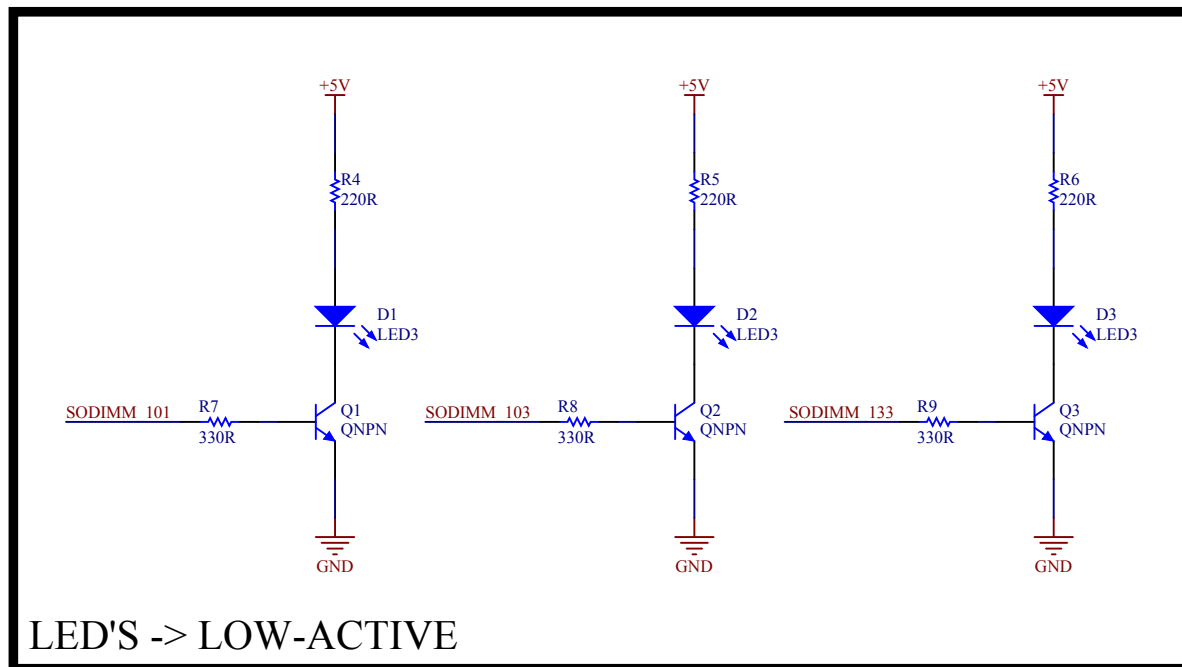 +5V
R4
220R
D1
LED3
SODIMM_101
R7
330R
Q1
QNPN
GND
+5V
R5
220R
D2
LED3
SODIMM_103
R8
330R
Q2
QNPN
GND
+5V
R6
220R
D3
LED3
SODIMM_133
R9
330R
Q3
QNPN
GND
LED'S -> LOW-ACTIVE